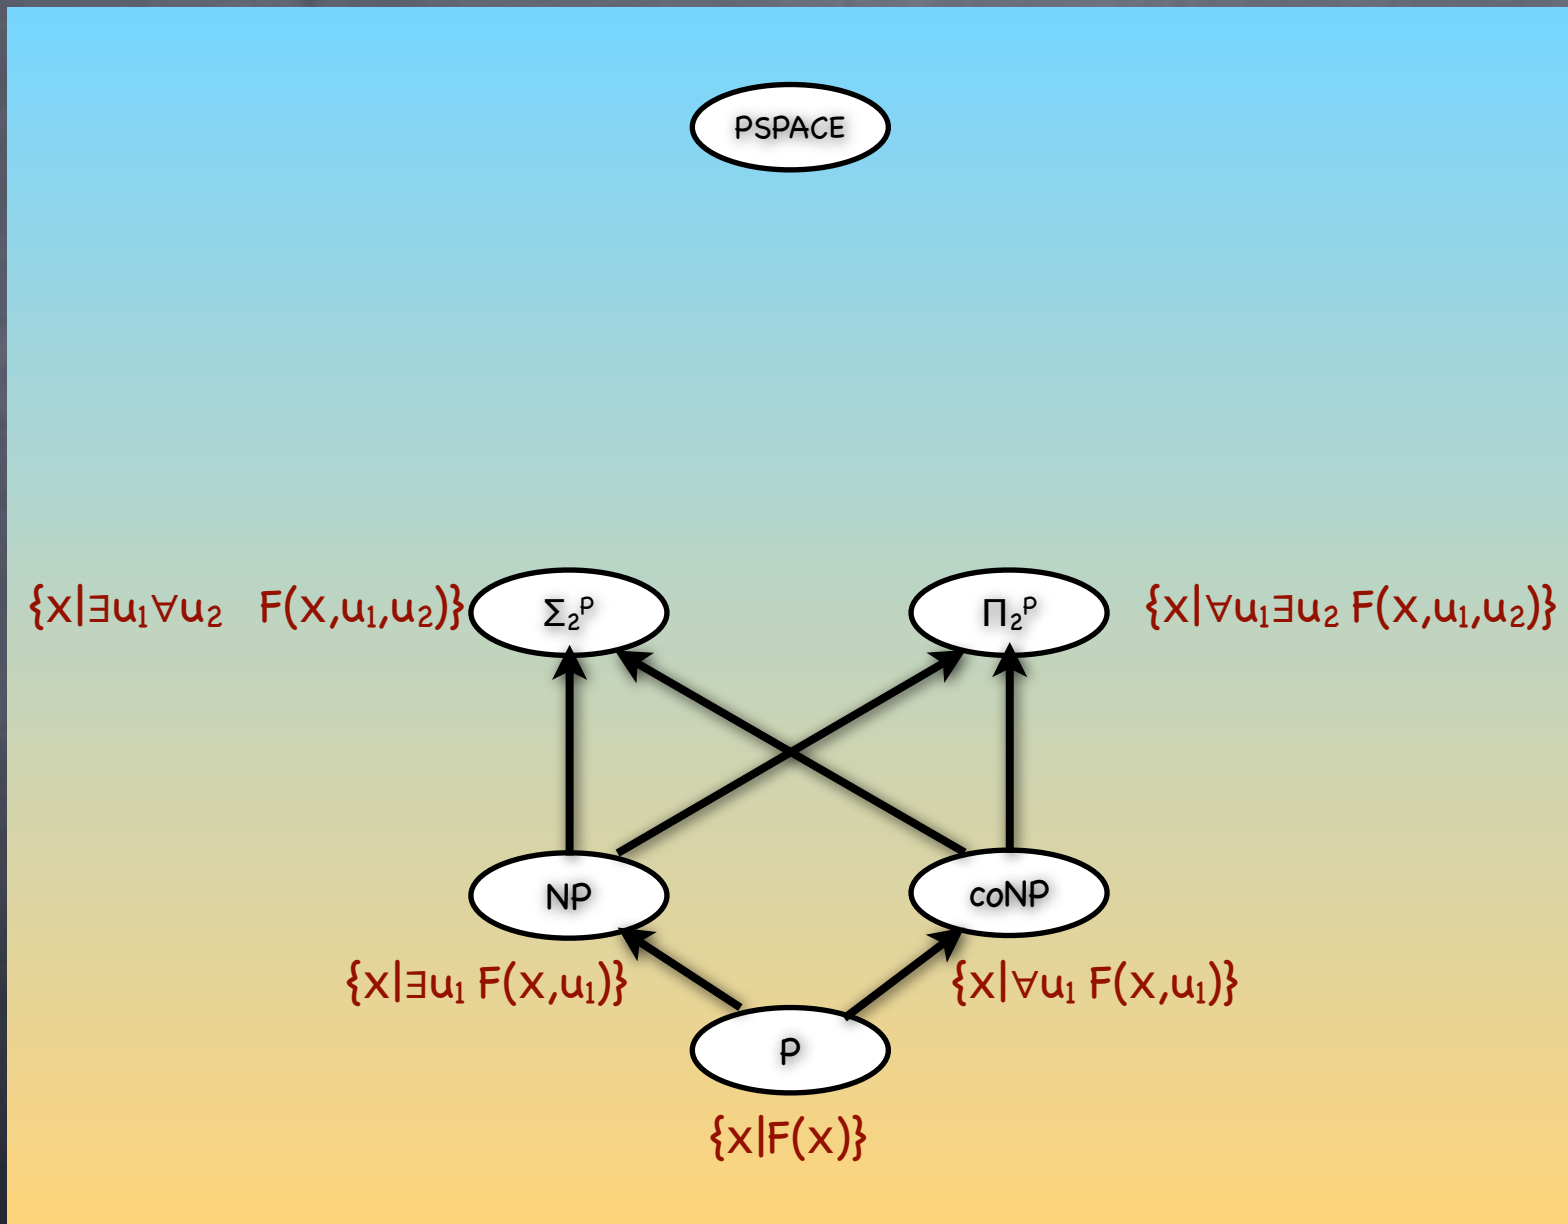 PSPACE
{x|∃u₁∀u₂ F(x,u₁,u₂)} Σ₂ᴾ Π₂ᴾ {x|∀u₁∃u₂ F(x,u₁,u₂)}
NP coNP
{x|∃u₁ F(x,u₁)} {x|∀u₁ F(x,u₁)}
P
{x|F(x)}